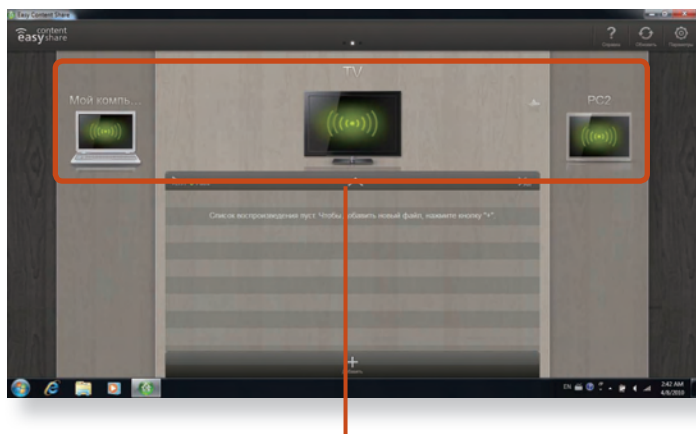 Easy Content Share
content
easy share
?
Справка
Обновить
Параметры
TV
Мой компь...
PC2
Список воспроизведения пуст. Чтобы добавить новый файл, нажмите кнопку "+".
Добавить
EN
2:42 AM
4/8/2010